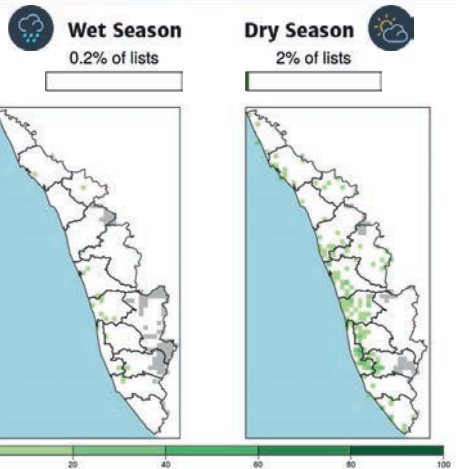 Wet Season
0.2% of lists
Dry Season
2% of lists
20 40 60 80 100